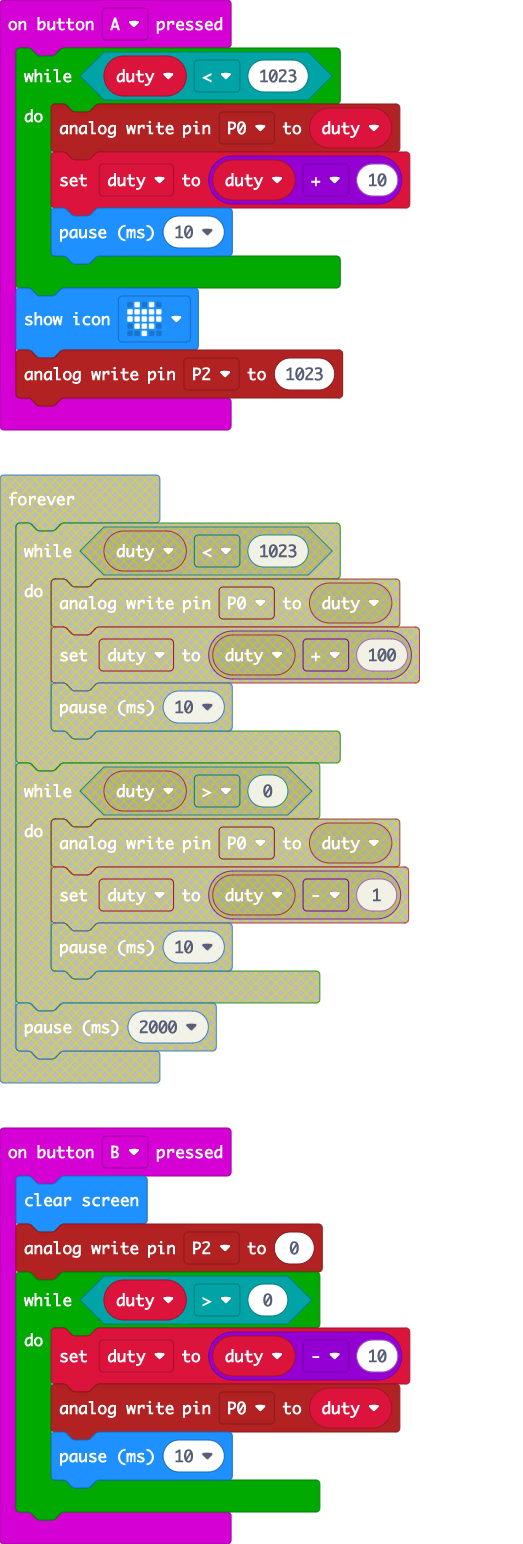 on button A pressed
while duty < 1023
do
analog write pin P0 to duty
set duty to duty + 10
pause (ms) 10
show icon
analog write pin P2 to 1023
forever
while duty < 1023
do
analog write pin P0 to duty
set duty to duty + 100
pause (ms) 10
while duty > 0
do
analog write pin P0 to duty
set duty to duty - 1
pause (ms) 10
pause (ms) 2000
on button B pressed
clear screen
analog write pin P2 to 0
while duty > 0
do
set duty to duty - 10
analog write pin P0 to duty
pause (ms) 10